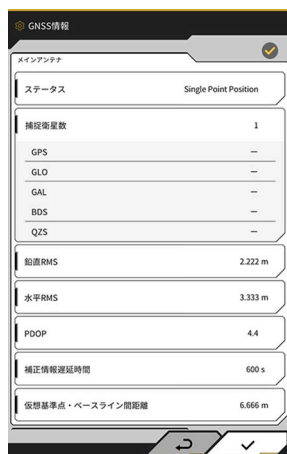 GNSS情報
メインアンテナ
ステータス Single Point Position
捕捉衛星数 1
GPS —
GLO —
GAL —
BDS —
QZS —
鉛直RMS 2.222 m
水平RMS 3.333 m
PDOP 4.4
補正情報遅延時間 600 s
仮想基準点・ベースライン間距離 6.666 m